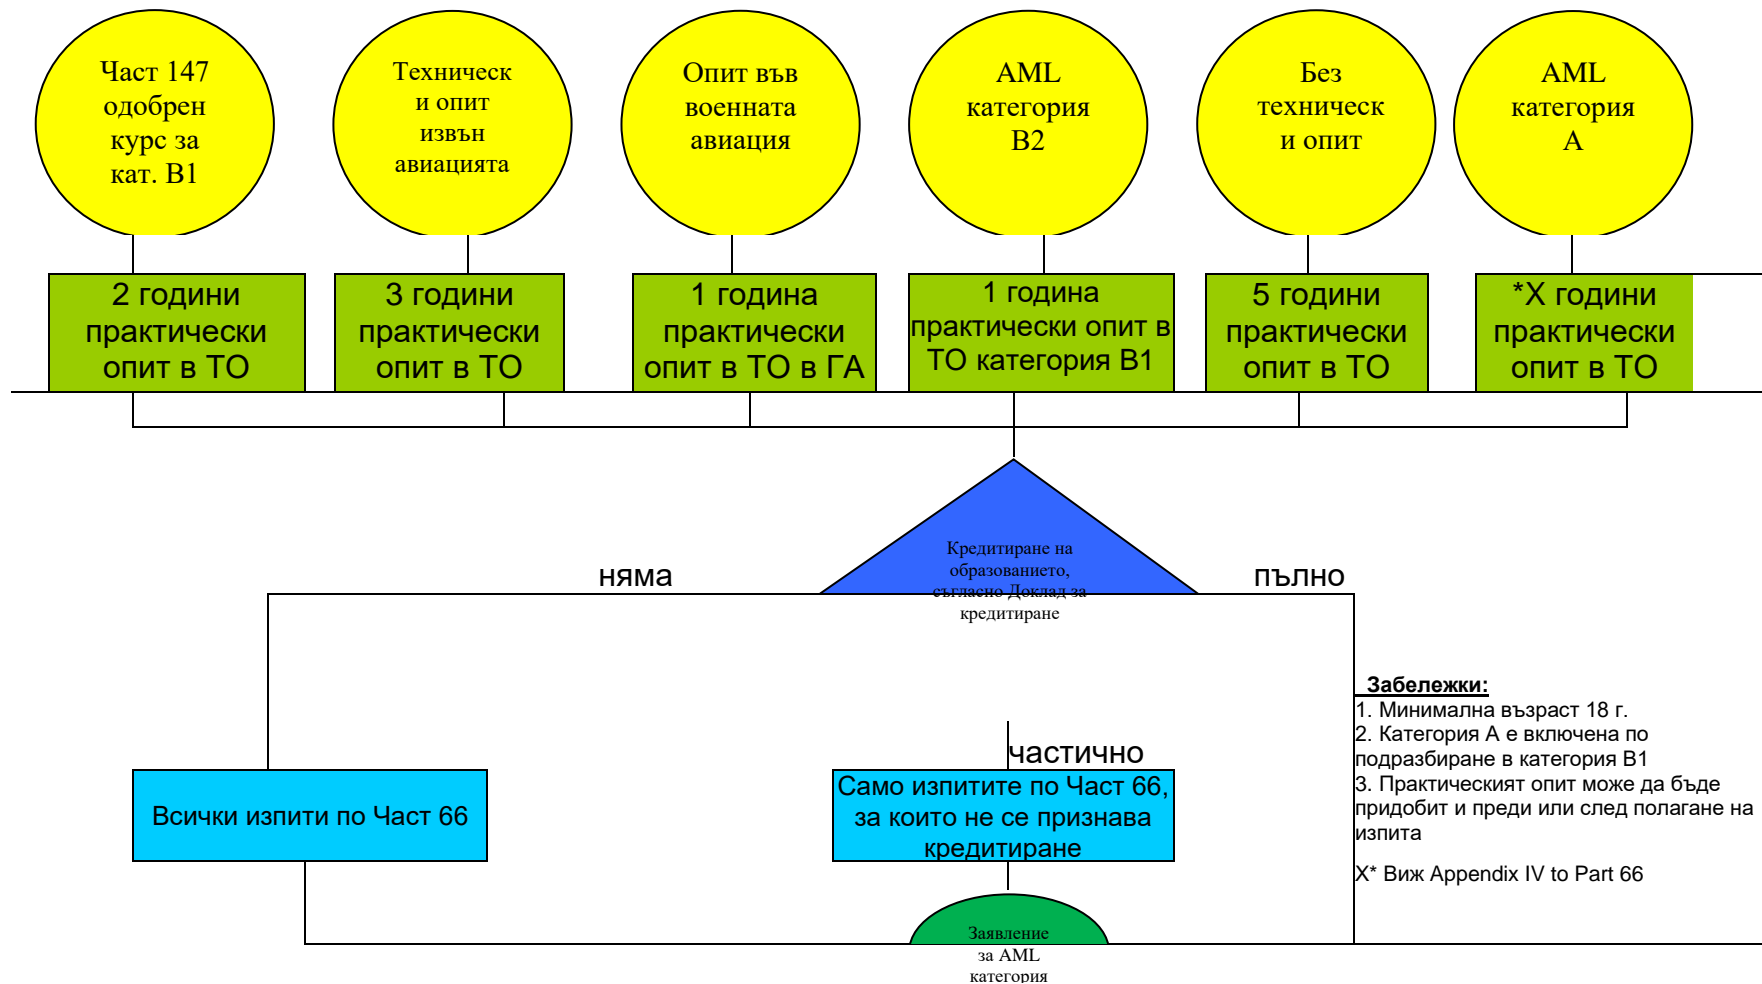 Част 147
одобрен
курс за
кат. В1
Техническ
и опит
извън
авиацията
Опит във
военната
авиация
AML
категория
B2
Без
техническ
и опит
AML
категория
A
2 години
практически
опит в ТО
3 години
практически
опит в ТО
1 година
практически
опит в ТО в ГА
1 година
практически опит в
ТО категория В1
5 години
практически
опит в ТО
*X години
практически
опит в ТО
Кредитиране на
образованието,
съгласно Доклад за
кредитиране
няма
пълно
частично
Всички изпити по Част 66
Само изпитите по Част 66,
за които не се признава
кредитиране
Забележки:
1. Минимална възраст 18 г.
2. Категория А е включена по
подразбиране в категория В1
3. Практическият опит може да бъде
придобит и преди или след полагане на
изпита
X* Виж Appendix IV to Part 66
Заявление
за AML
категория